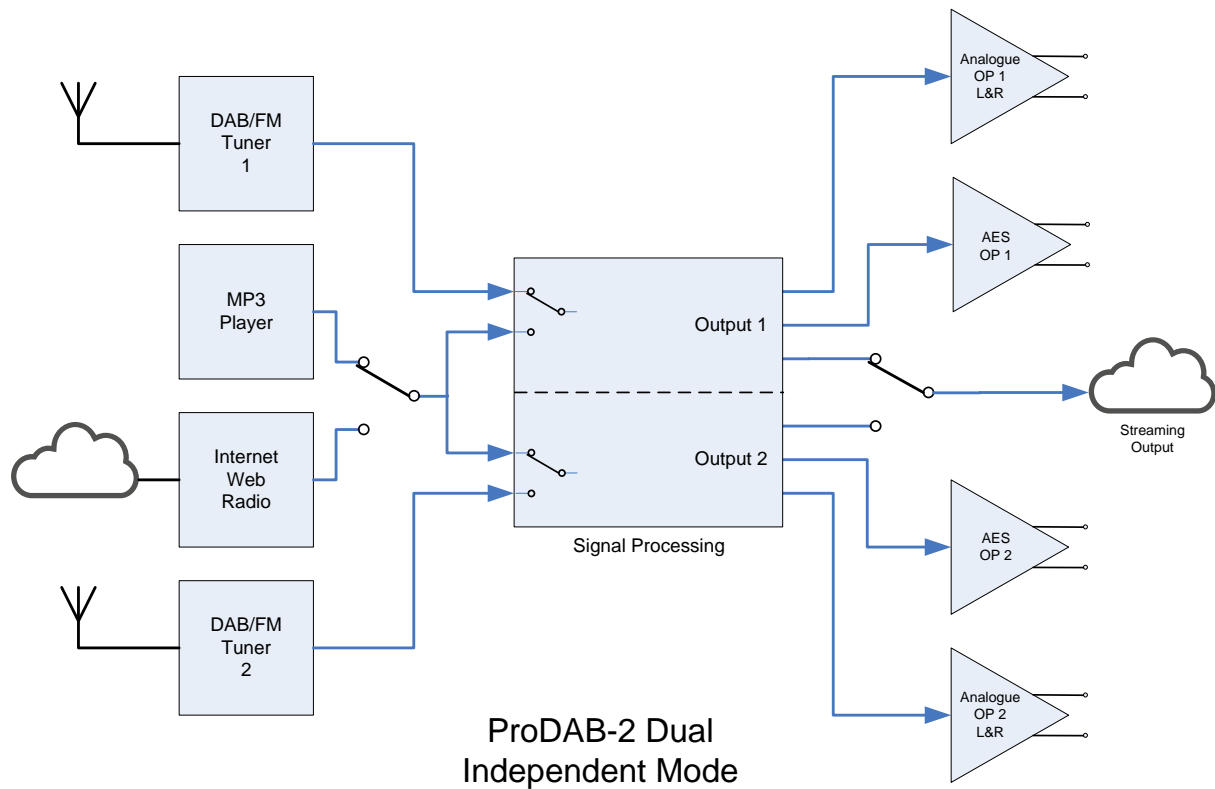 DAB/FM
Tuner
1
MP3
Player
Internet
Web
Radio
DAB/FM
Tuner
2
Output 1
Output 2
Signal Processing
Analogue
OP 1
L&R
AES
OP 1
Streaming
Output
AES
OP 2
Analogue
OP 2
L&R
ProDAB-2 Dual
Independent Mode